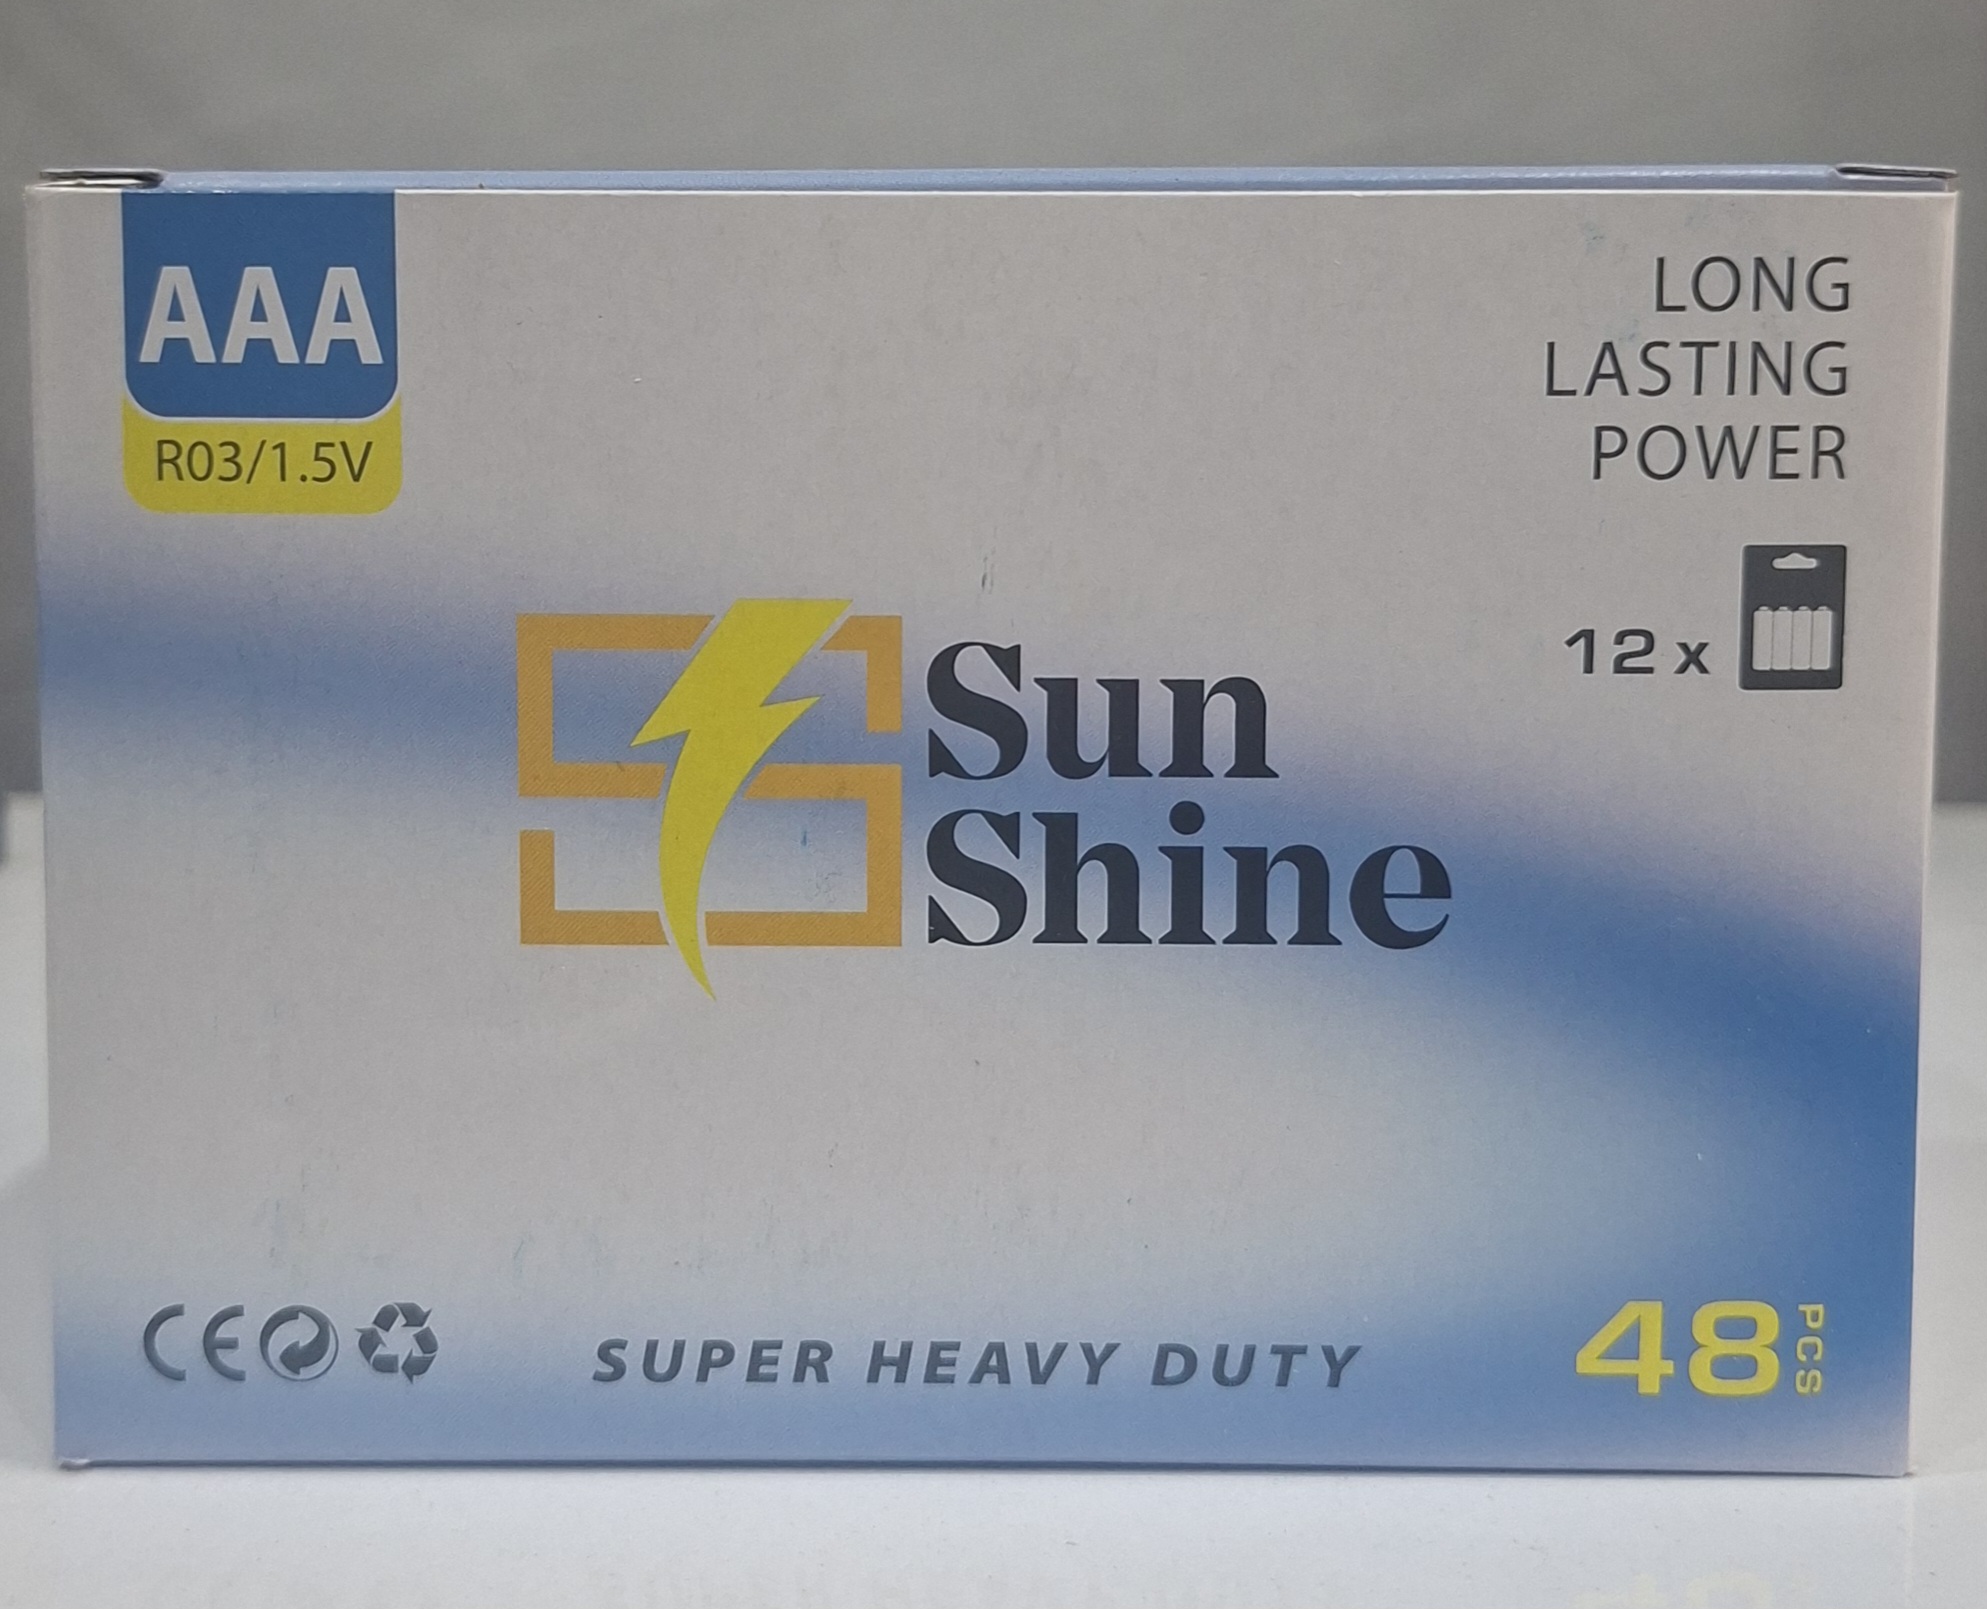 AAA
R03/1.5V
LONG
LASTING
POWER
12 x
Sun
Shine
CE
SUPER HEAVY DUTY
48 PCS